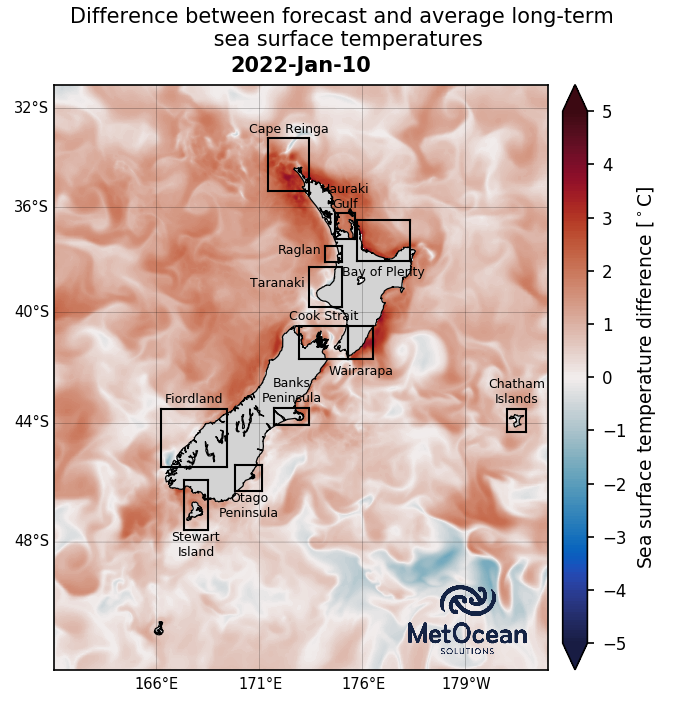 Difference between forecast and average long-term
sea surface temperatures
2022-Jan-10
32°S
36°S
40°S
44°S
48°S
166°E
171°E
176°E
179°W
Cape Reinga
Hauraki
Gulf
Raglan
Bay of Plenty
Taranaki
Cook Strait
Wairarapa
Banks
Peninsula
Fiordland
Chatham
Islands
Otago
Peninsula
Stewart
Island
MetOcean
SOLUTIONS
5
4
3
2
1
0
−1
−2
−3
−4
−5
Sea surface temperature difference [°C]